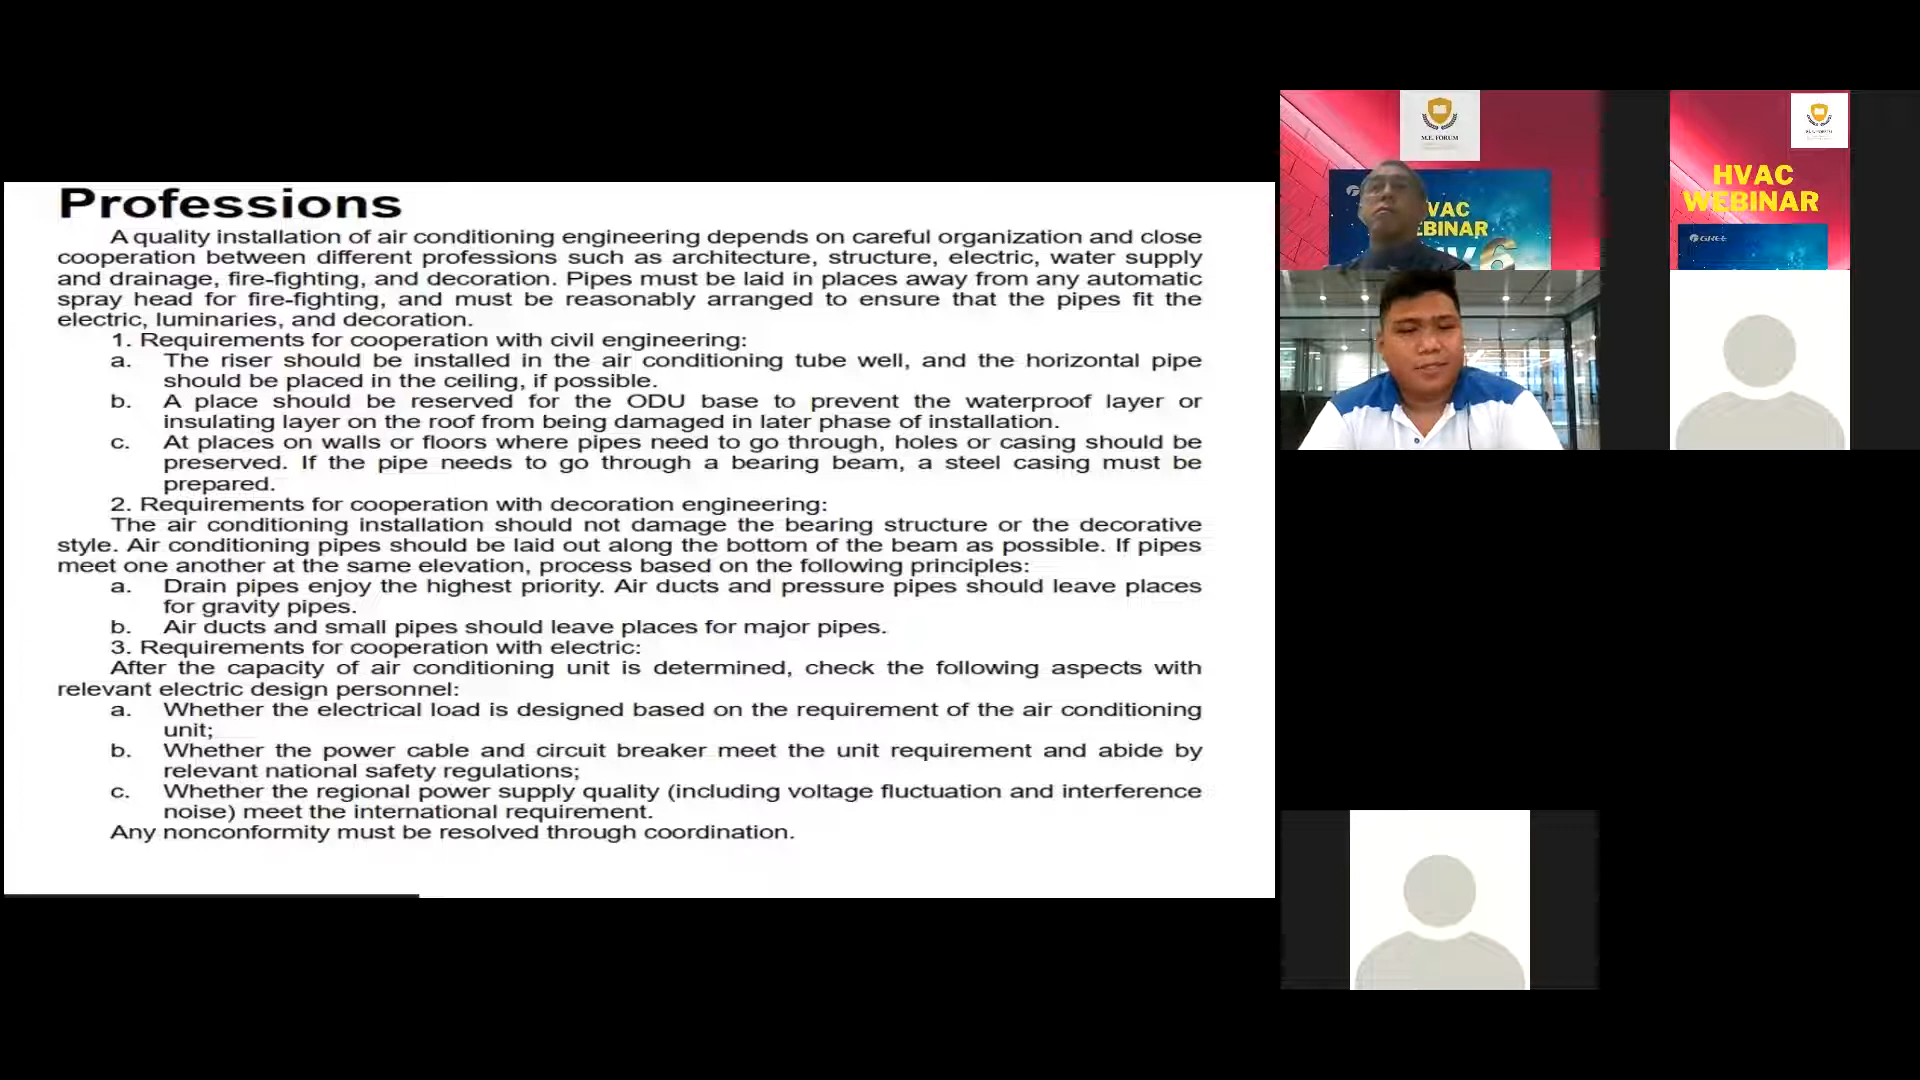 Professions
A quality installation of air conditioning engineering depends on careful organization and close
cooperation between different professions such as architecture, structure, electric, water supply
and drainage, fire-fighting, and decoration. Pipes must be laid in places away from any automatic
spray head for fire-fighting, and must be reasonably arranged to ensure that the pipes fit the
electric, luminaries, and decoration.
1. Requirements for cooperation with civil engineering:
a. The riser should be installed in the air conditioning tube well, and the horizontal pipe
should be placed in the ceiling, if possible.
b. A place should be reserved for the ODU base to prevent the waterproof layer or
insulating layer on the roof from being damaged in later phase of installation.
c. At places on walls or floors where pipes need to go through, holes or casing should be
preserved. If the pipe needs to go through a bearing beam, a steel casing must be
prepared.
2. Requirements for cooperation with decoration engineering:
The air conditioning installation should not damage the bearing structure or the decorative
style. Air conditioning pipes should be laid out along the bottom of the beam as possible. If pipes
meet one another at the same elevation, process based on the following principles:
a. Drain pipes enjoy the highest priority. Air ducts and pressure pipes should leave places
for gravity pipes.
b. Air ducts and small pipes should leave places for major pipes.
3. Requirements for cooperation with electric:
After the capacity of air conditioning unit is determined, check the following aspects with
relevant electric design personnel:
a. Whether the electrical load is designed based on the requirement of the air conditioning
unit;
b. Whether the power cable and circuit breaker meet the unit requirement and abide by
relevant national safety regulations;
c. Whether the regional power supply quality (including voltage fluctuation and interference
noise) meet the international requirement.
Any nonconformity must be resolved through coordination.
M.E. FORUM
VAC
EBINAR
6
HVAC
WEBINAR
GREE